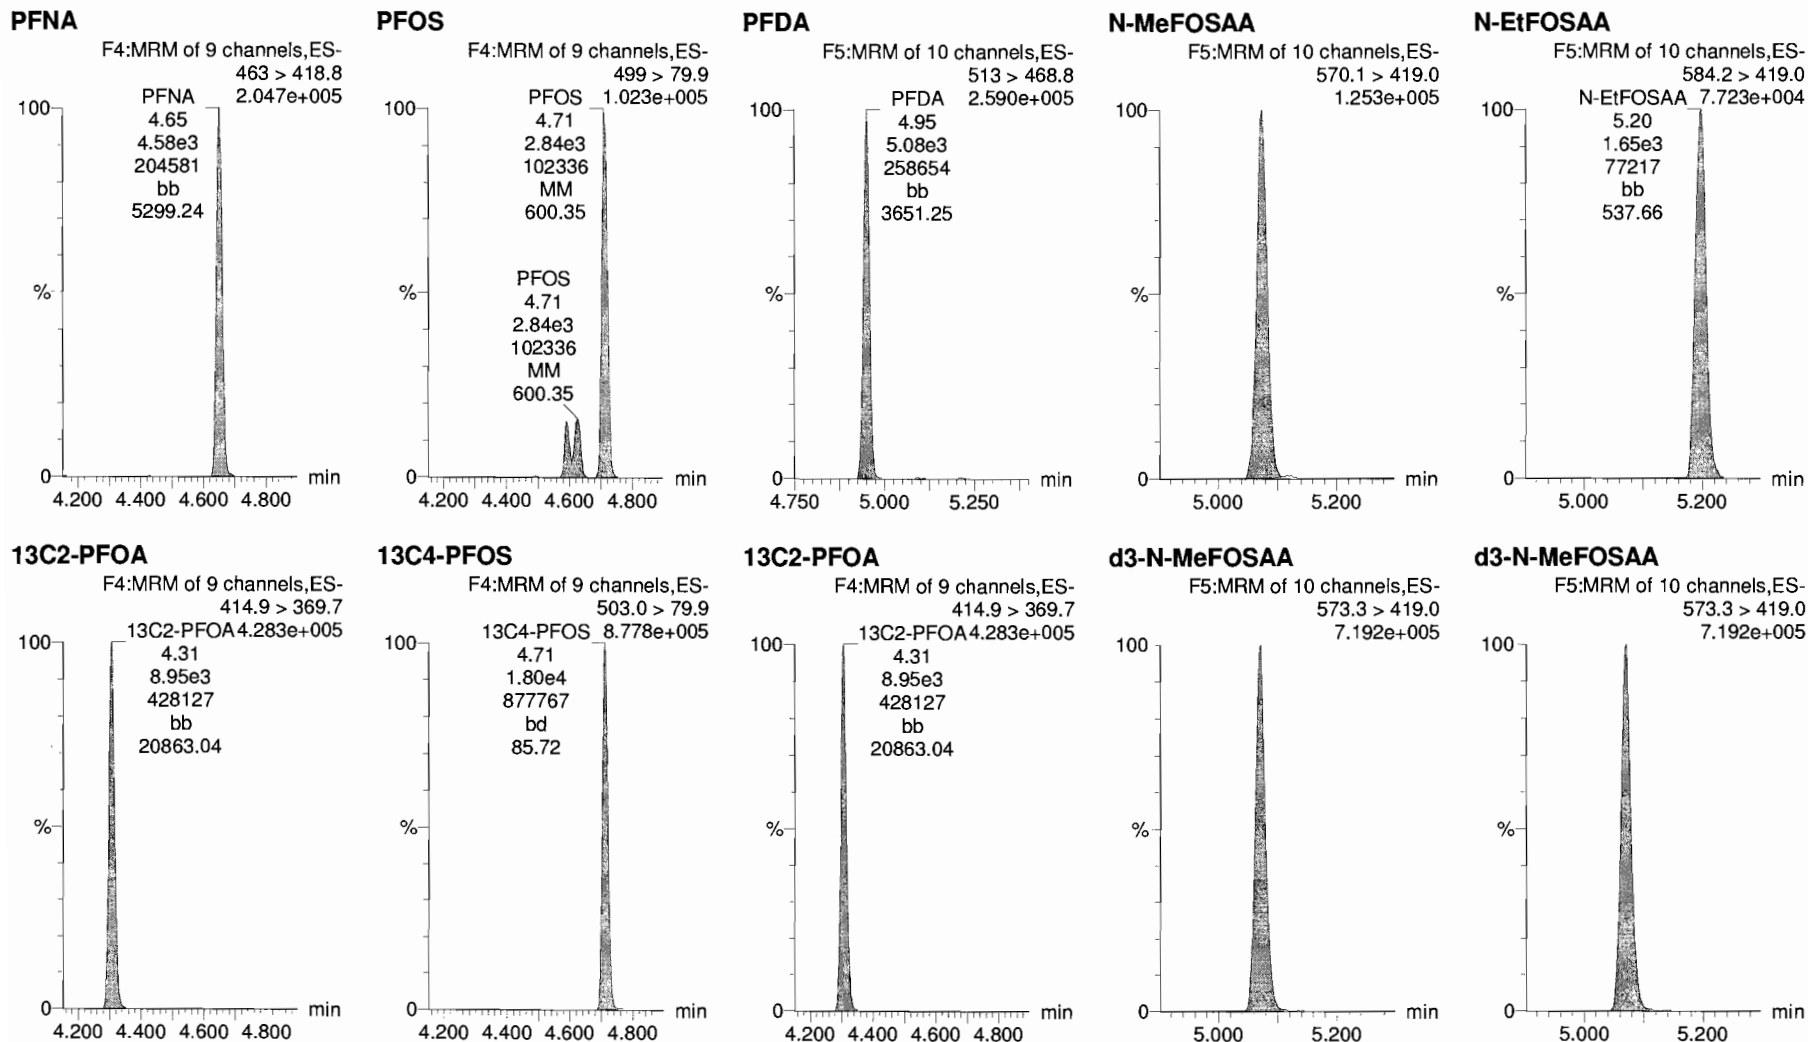 PFNA
F4:MRM of 9 channels,ES-
463 > 418.8
2.047e+005
PFNA
4.65
4.58e3
204581
bb
5299.24
100
%
0
min
4.200 4.400 4.600 4.800
PFOS
F4:MRM of 9 channels,ES-
499 > 79.9
1.023e+005
PFOS
4.71
2.84e3
102336
MM
600.35
PFOS
4.71
2.84e3
102336
MM
600.35
100
%
0
min
4.200 4.400 4.600 4.800
PFDA
F5:MRM of 10 channels,ES-
513 > 468.8
2.590e+005
PFDA
4.95
5.08e3
258654
bb
3651.25
100
%
0
min
4.750 5.000 5.250
N-MeFOSAA
F5:MRM of 10 channels,ES-
570.1 > 419.0
1.253e+005
100
%
0
min
5.000 5.200
N-EtFOSAA
F5:MRM of 10 channels,ES-
584.2 > 419.0
N-EtFOSAA 7.723e+004
5.20
1.65e3
77217
bb
537.66
100
%
0
min
5.000 5.200
13C2-PFOA
F4:MRM of 9 channels,ES-
414.9 > 369.7
13C2-PFOA 4.283e+005
4.31
8.95e3
428127
bb
20863.04
100
%
0
min
4.200 4.400 4.600 4.800
13C4-PFOS
F4:MRM of 9 channels,ES-
503.0 > 79.9
13C4-PFOS 8.778e+005
4.71
1.80e4
877767
bd
85.72
100
%
0
min
4.200 4.400 4.600 4.800
13C2-PFOA
F4:MRM of 9 channels,ES-
414.9 > 369.7
13C2-PFOA 4.283e+005
4.31
8.95e3
428127
bb
20863.04
100
%
0
min
4.200 4.400 4.600 4.800
d3-N-MeFOSAA
F5:MRM of 10 channels,ES-
573.3 > 419.0
7.192e+005
100
%
0
min
5.000 5.200
d3-N-MeFOSAA
F5:MRM of 10 channels,ES-
573.3 > 419.0
7.192e+005
100
%
0
min
5.000 5.200